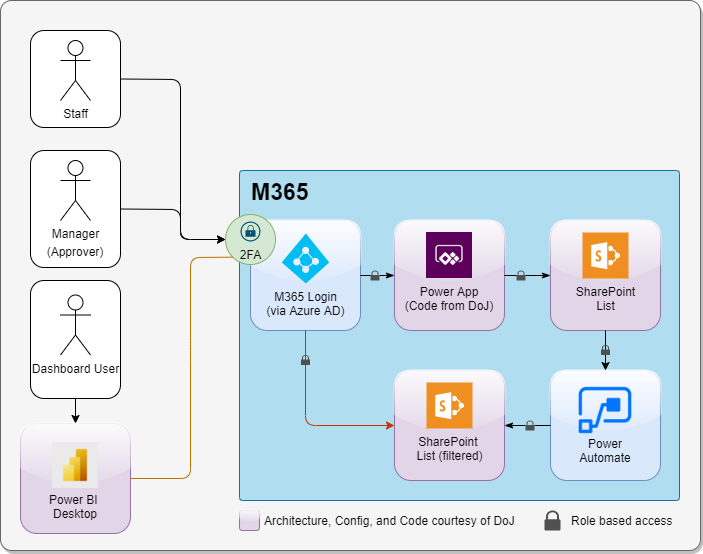 Staff
Manager
(Approver)
Dashboard User
Power BI
Desktop
M365
2FA
M365 Login
(via Azure AD)
Power App
(Code from DoJ)
S
SharePoint
List
S
SharePoint
List (filtered)
Power
Automate
Architecture, Config, and Code courtesy of DoJ
Role based access